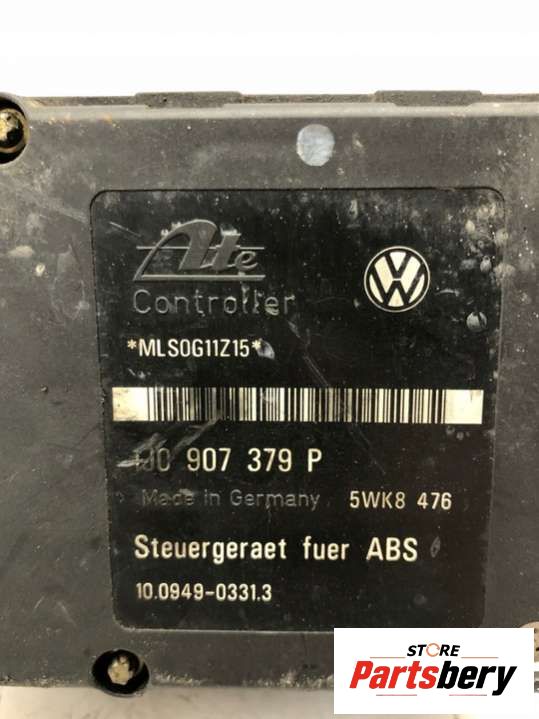 Ate
Controller
*MLS0G11Z15*
1J0 907 379 P
Made in Germany 5WK8 476
Steuergeraet fuer ABS
10.0949-0331.3
STORE
Partsbery